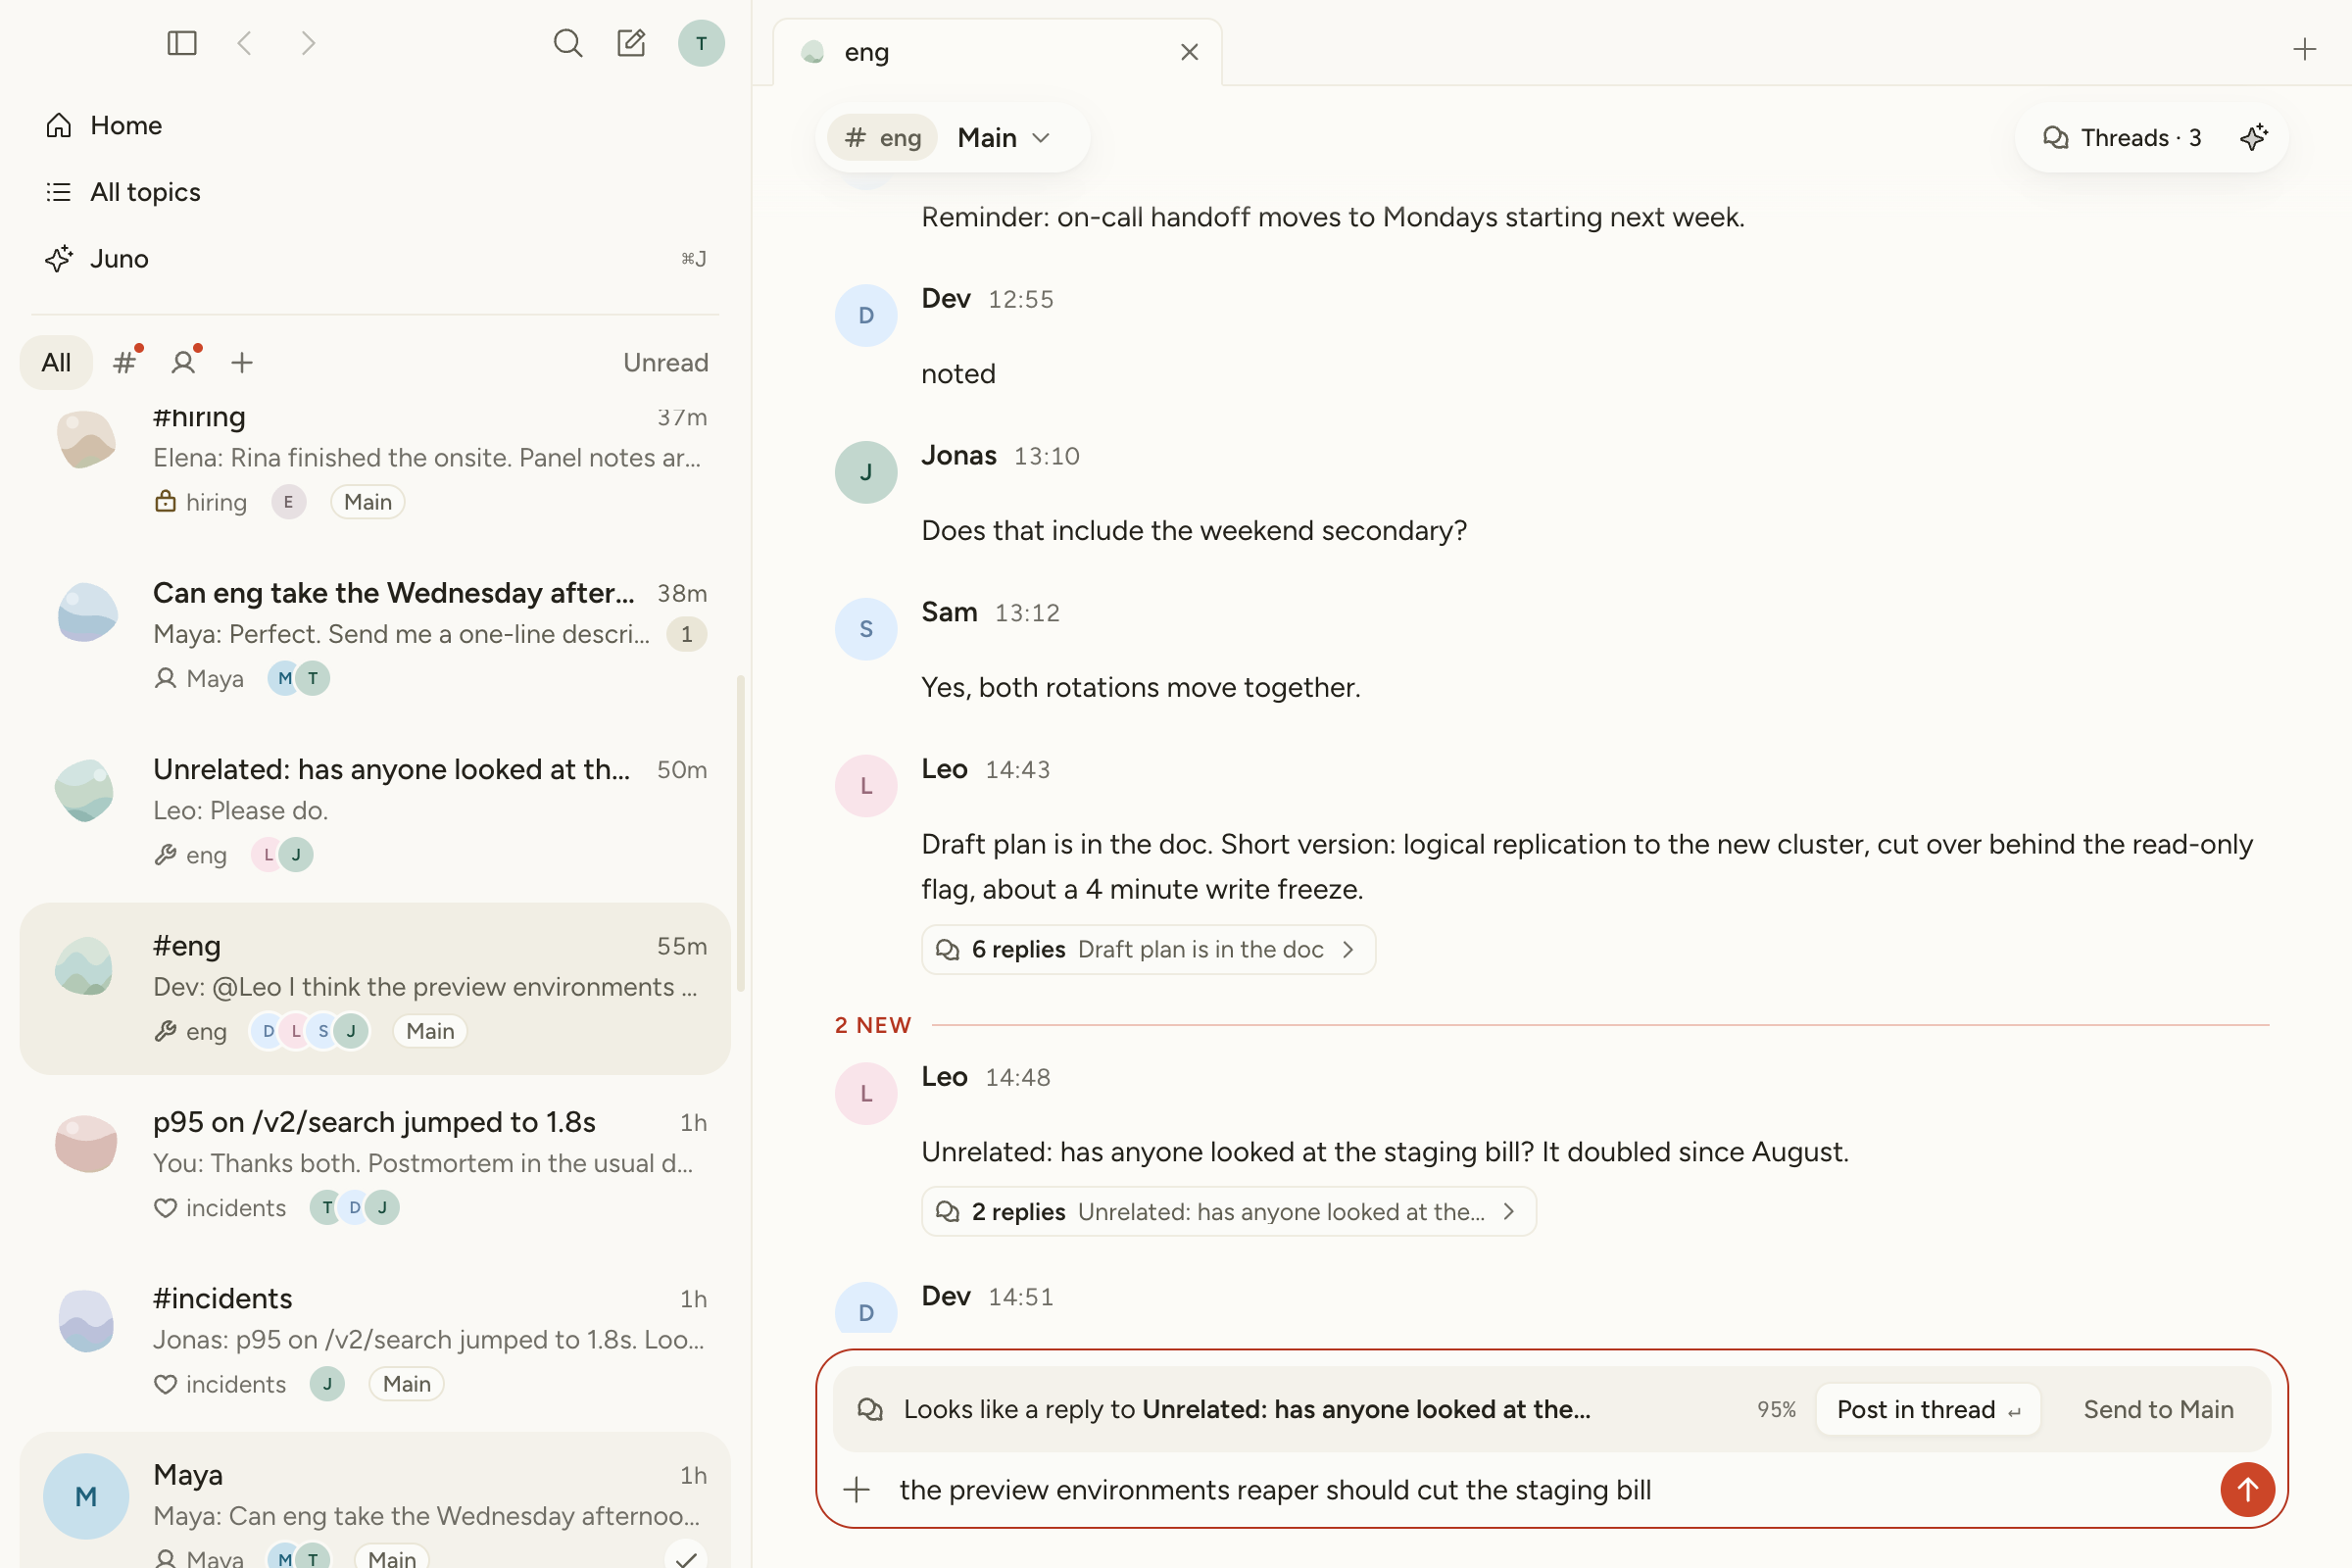 T
Home
All topics
Juno ⌘J
All # + Unread
#hiring 37m
Elena: Rina finished the onsite. Panel notes ar...
hiring E Main
Can eng take the Wednesday after... 38m
Maya: Perfect. Send me a one-line descri... 1
Maya M T
Unrelated: has anyone looked at th... 50m
Leo: Please do.
eng L J
#eng 55m
Dev: @Leo I think the preview environments ...
eng D L S J Main
p95 on /v2/search jumped to 1.8s 1h
You: Thanks both. Postmortem in the usual d...
incidents T D J
#incidents 1h
Jonas: p95 on /v2/search jumped to 1.8s. Loo...
incidents J Main
M Maya 1h
Maya: Can eng take the Wednesday afternoo...
Maya M T Main
eng
# eng Main
Threads · 3
Reminder: on-call handoff moves to Mondays starting next week.
D Dev 12:55
noted
J Jonas 13:10
Does that include the weekend secondary?
S Sam 13:12
Yes, both rotations move together.
L Leo 14:43
Draft plan is in the doc. Short version: logical replication to the new cluster, cut over behind the read-only
flag, about a 4 minute write freeze.
6 replies Draft plan is in the doc
2 NEW
L Leo 14:48
Unrelated: has anyone looked at the staging bill? It doubled since August.
2 replies Unrelated: has anyone looked at the...
D Dev 14:51
Looks like a reply to Unrelated: has anyone looked at the... 95% Post in thread ↵ Send to Main
the preview environments reaper should cut the staging bill